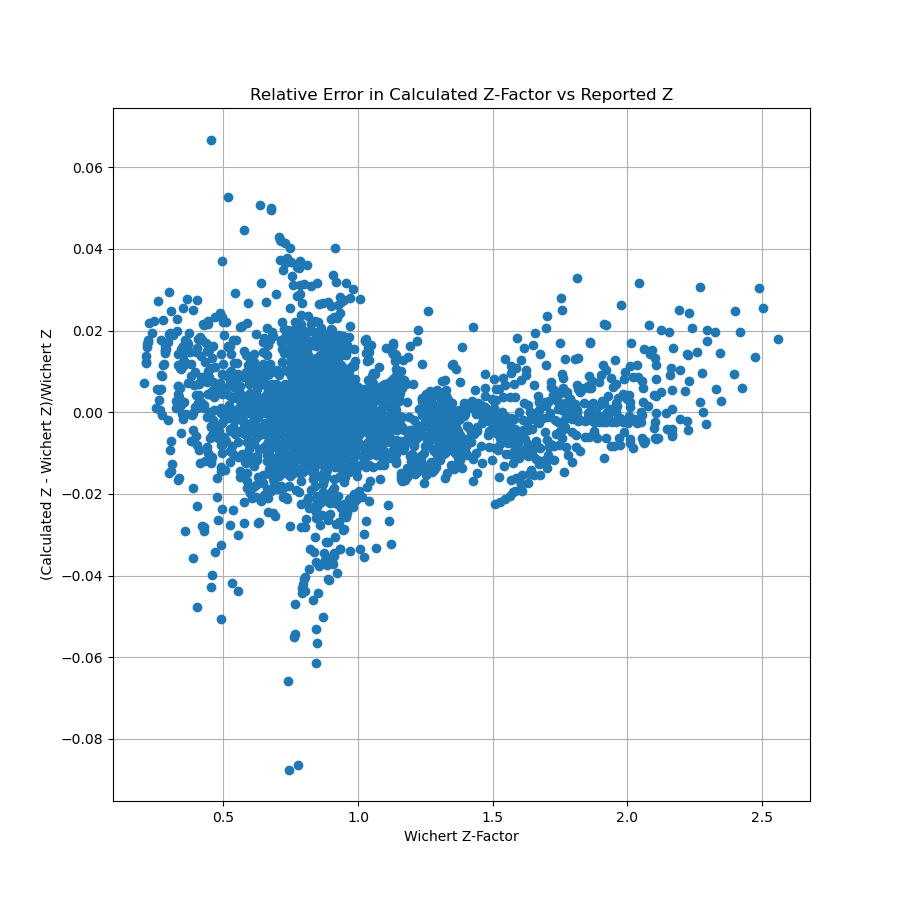 Relative Error in Calculated Z-Factor vs Reported Z
(Calculated Z - Wichert Z)/Wichert Z
0.06
0.04
0.02
0.00
−0.02
−0.04
−0.06
−0.08
0.5 1.0 1.5 2.0 2.5
Wichert Z-Factor